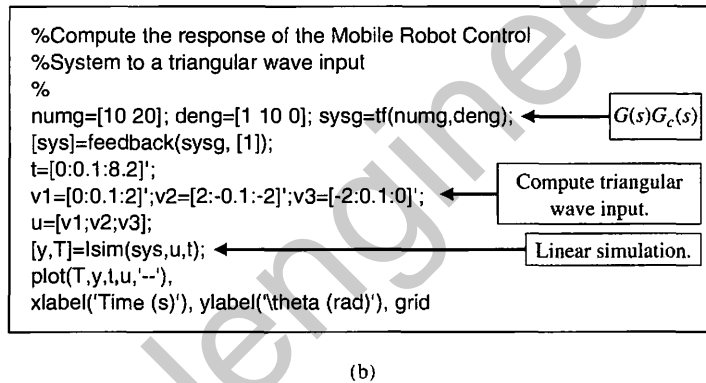 %Compute the response of the Mobile Robot Control
%System to a triangular wave input
%
numg=[10 20]; deng=[1 10 0]; sysg=tf(numg,deng);
G(s)Gc(s)
[sys]=feedback(sysg, [1]);
t=[0:0.1:8.2]';
v1=[0:0.1:2]';v2=[2:-0.1:-2]';v3=[-2:0.1:0]';
Compute triangular
wave input.
u=[v1;v2;v3];
[y,T]=lsim(sys,u,t);
Linear simulation.
plot(T,y,t,u,'--'),
xlabel('Time (s)'), ylabel('\theta (rad)'), grid
(b)